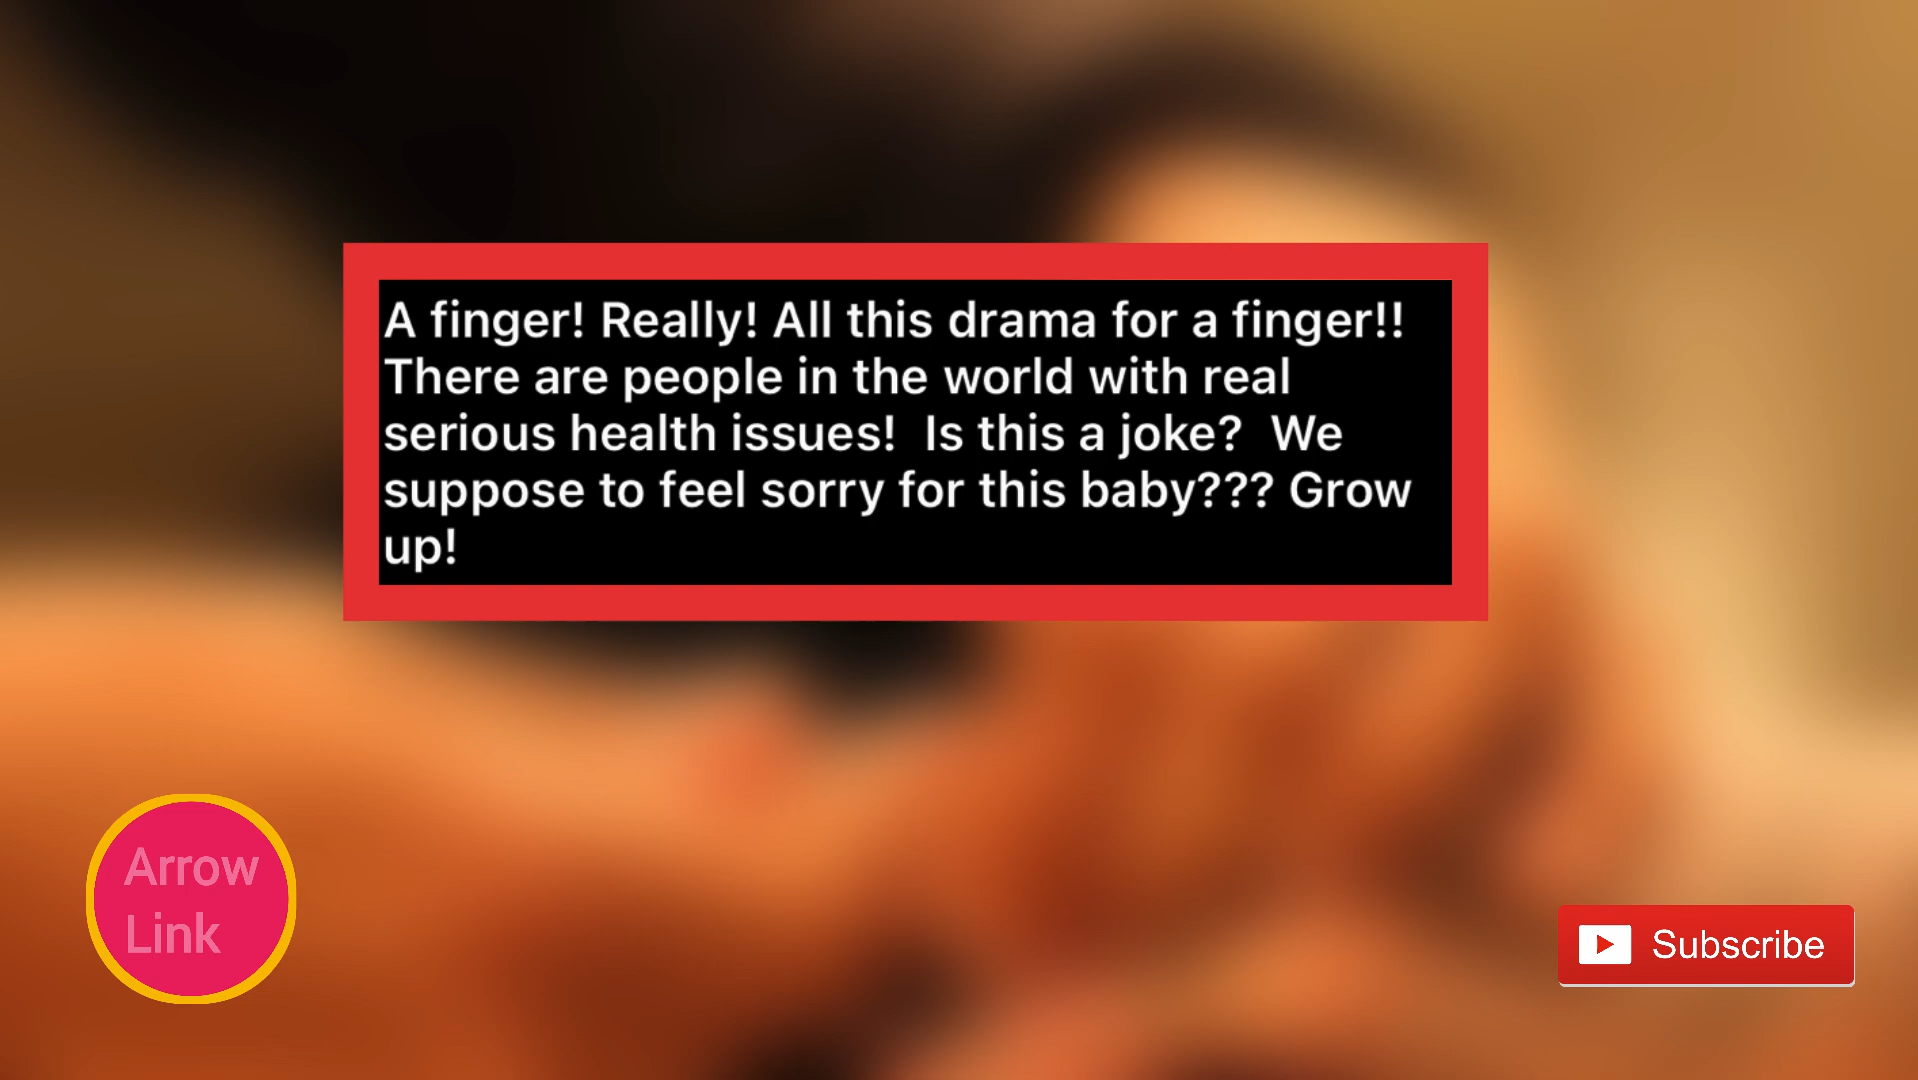 A finger! Really! All this drama for a finger!!
There are people in the world with real
serious health issues!  Is this a joke?  We
suppose to feel sorry for this baby??? Grow
up!
Arrow
Link
Subscribe